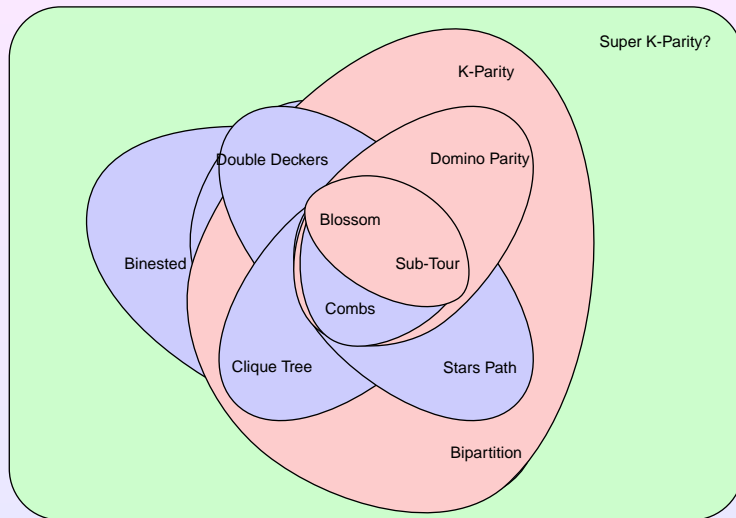 Super K-Parity?
K-Parity
Double Deckers
Domino Parity
Blossom
Binested
Sub-Tour
Combs
Clique Tree
Stars Path
Bipartition